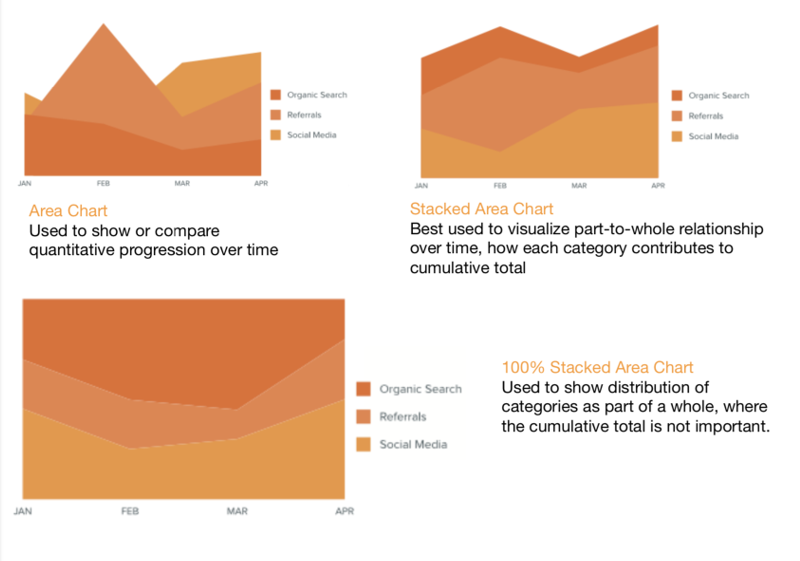 Organic Search
Referrals
Social Media
JAN FEB MAR APR
Area Chart
Used to show or compare
quantitative progression over time
Organic Search
Referrals
Social Media
JAN FEB MAR APR
Stacked Area Chart
Best used to visualize part-to-whole relationship
over time, how each category contributes to
cumulative total
Organic Search
Referrals
Social Media
JAN FEB MAR APR
100% Stacked Area Chart
Used to show distribution of
categories as part of a whole, where
the cumulative total is not important.